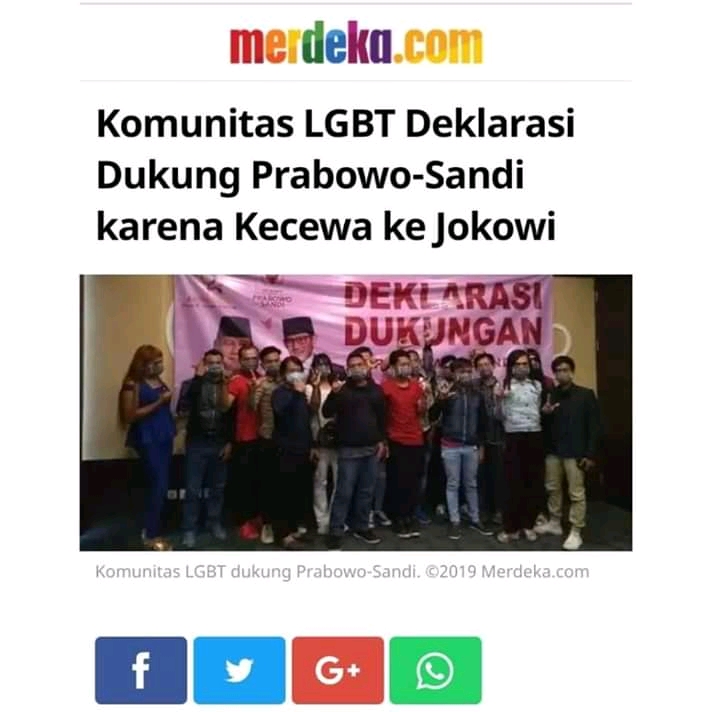 merdeka.com
Komunitas LGBT Deklarasi
Dukung Prabowo-Sandi
karena Kecewa ke Jokowi
PRABOWO
SANDI
DEKLARASI
DUKUNGAN
Komunitas LGBT dukung Prabowo-Sandi. ©2019 Merdeka.com
f
G+